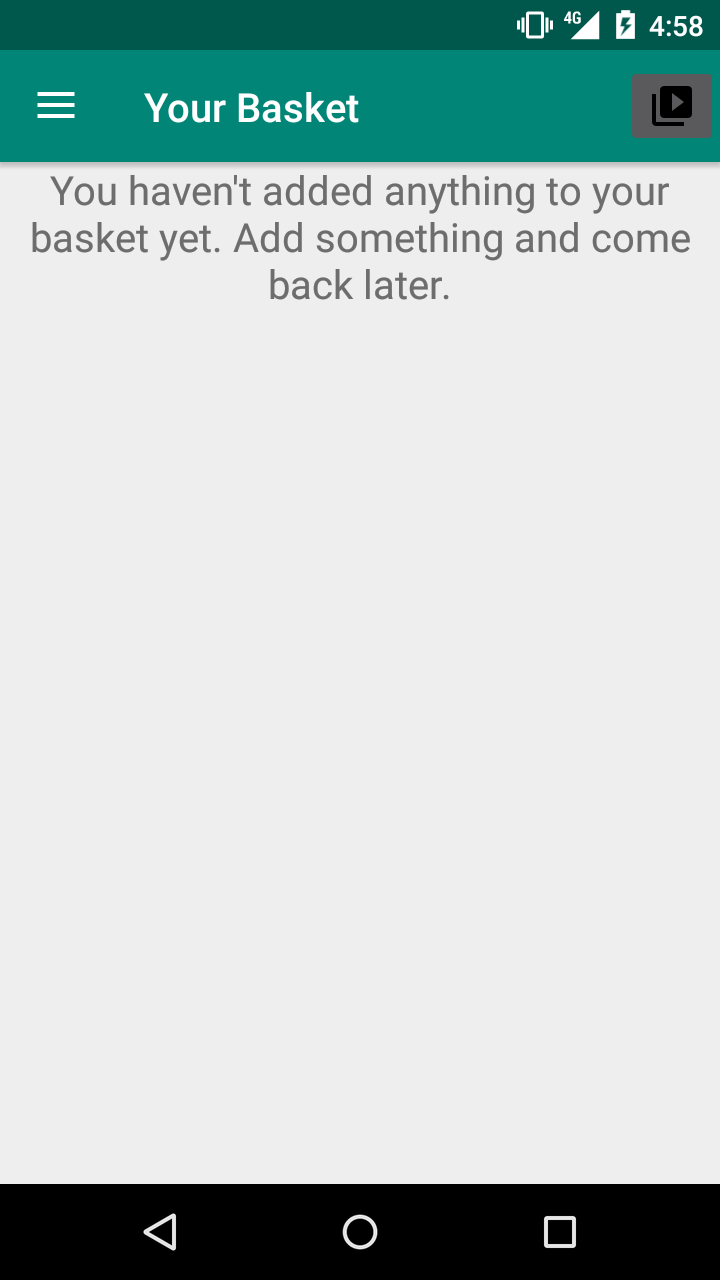 4G 4:58
Your Basket
You haven't added anything to your
basket yet. Add something and come
back later.